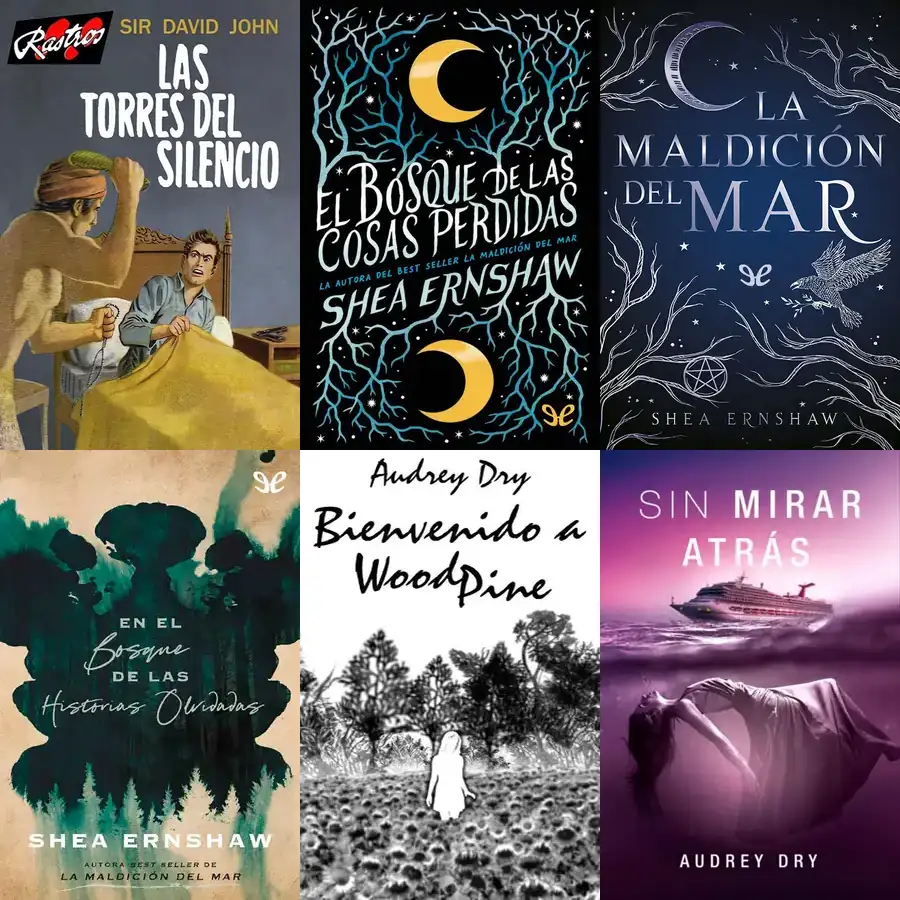 Rastros
SIR DAVID JOHN
LAS
TORRES DEL
SILENCIO
EL BOSQUE DE LAS
COSAS PERDIDAS
LA AUTORA DEL BEST SELLER LA MALDICIÓN DEL MAR
SHEA ERNSHAW
LA
MALDICIÓN
DEL MAR
SHEA ERNSHAW
EN EL
Bosque
DE LAS
Historias Olvidadas
SHEA ERNSHAW
AUTORA BEST SELLER DE
LA MALDICIÓN DEL MAR
Audrey Dry
Bienvenido a
WoodPine
SIN MIRAR
ATRÁS
AUDREY DRY